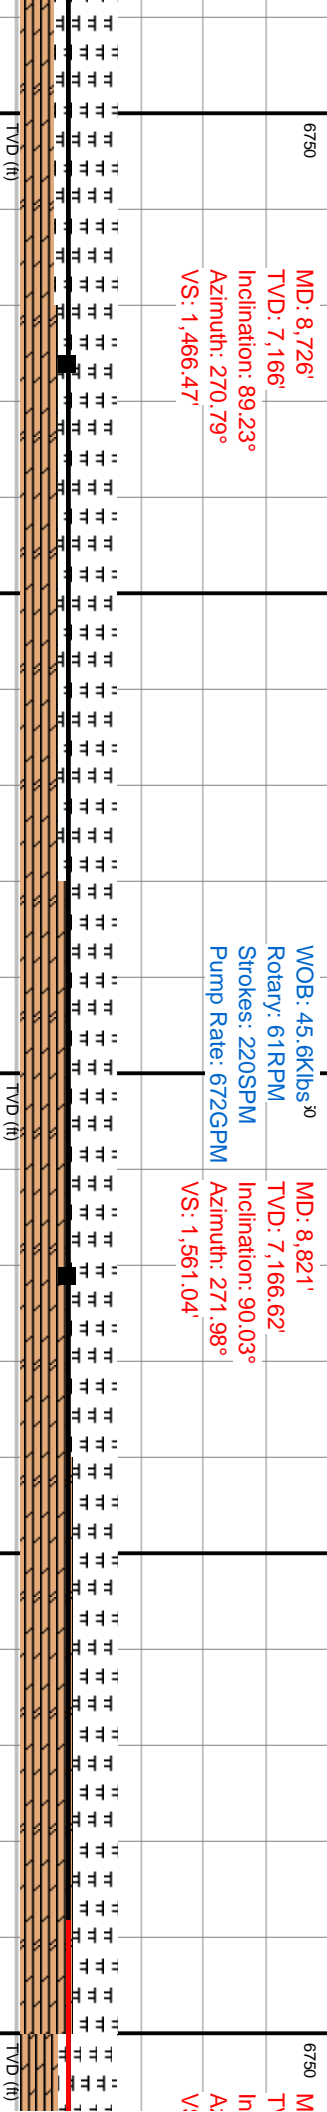 6750
TVD (ft)
MD: 8,726'
TVD: 7,166'
Inclination: 89.23°
Azimuth: 270.79°
VS: 1,466.47'
WOB: 45.6Klbs
Rotary: 61RPM
Strokes: 220SPM
Pump Rate: 672GPM
TVD (ft)
MD: 8,821'
TVD: 7,166.62'
Inclination: 90.03°
Azimuth: 271.98°
VS: 1,561.04'
6750
TVD (ft)